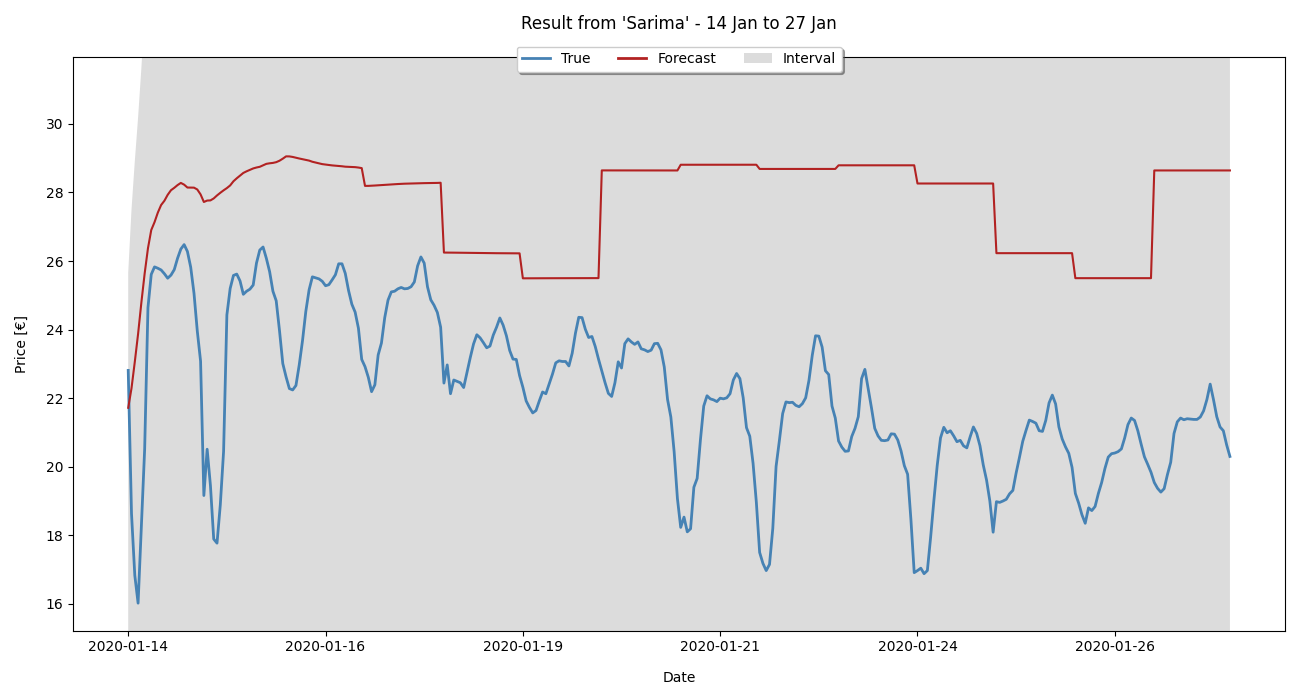 Result from 'Sarima' - 14 Jan to 27 Jan
True Forecast Interval
30
28
26
24
22
20
18
16
Price [€]
2020-01-14 2020-01-16 2020-01-19 2020-01-21 2020-01-24 2020-01-26
Date